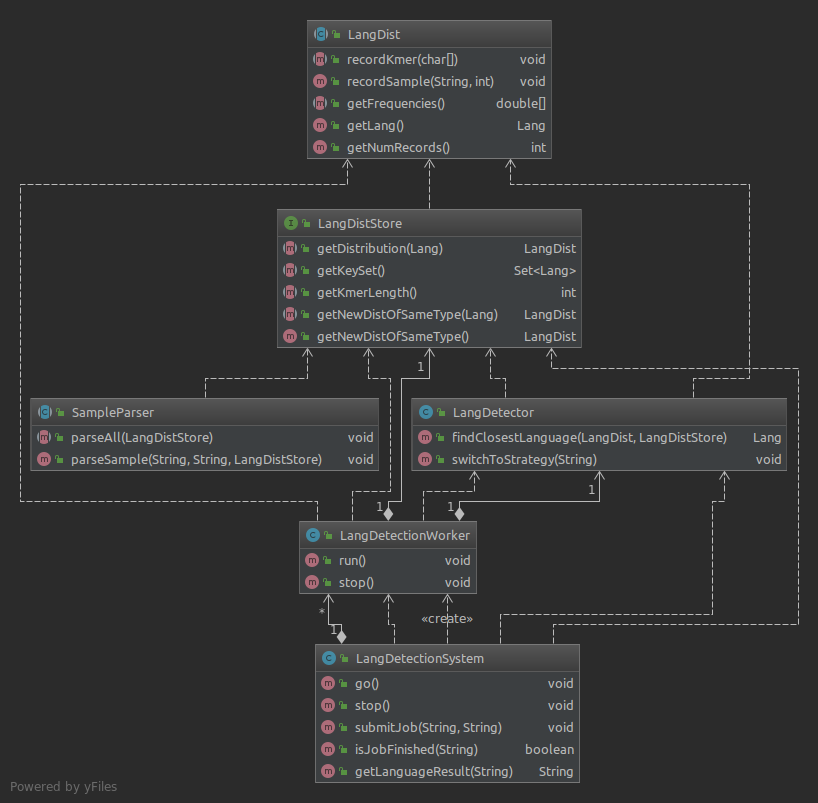 LangDist
recordKmer(char[]) void
recordSample(String, int) void
getFrequencies() double[]
getLang() Lang
getNumRecords() int
LangDistStore
getDistribution(Lang) LangDist
getKeySet() Set<Lang>
getKmerLength() int
getNewDistOfSameType(Lang) LangDist
getNewDistOfSameType() LangDist
1
SampleParser
parseAll(LangDistStore) void
parseSample(String, String, LangDistStore) void
LangDetector
findClosestLanguage(LangDist, LangDistStore) Lang
switchToStrategy(String) void
1
1 1
LangDetectionWorker
run() void
stop() void
*
«create»
1
LangDetectionSystem
go() void
stop() void
submitJob(String, String) void
isJobFinished(String) boolean
getLanguageResult(String) String
Powered by yFiles